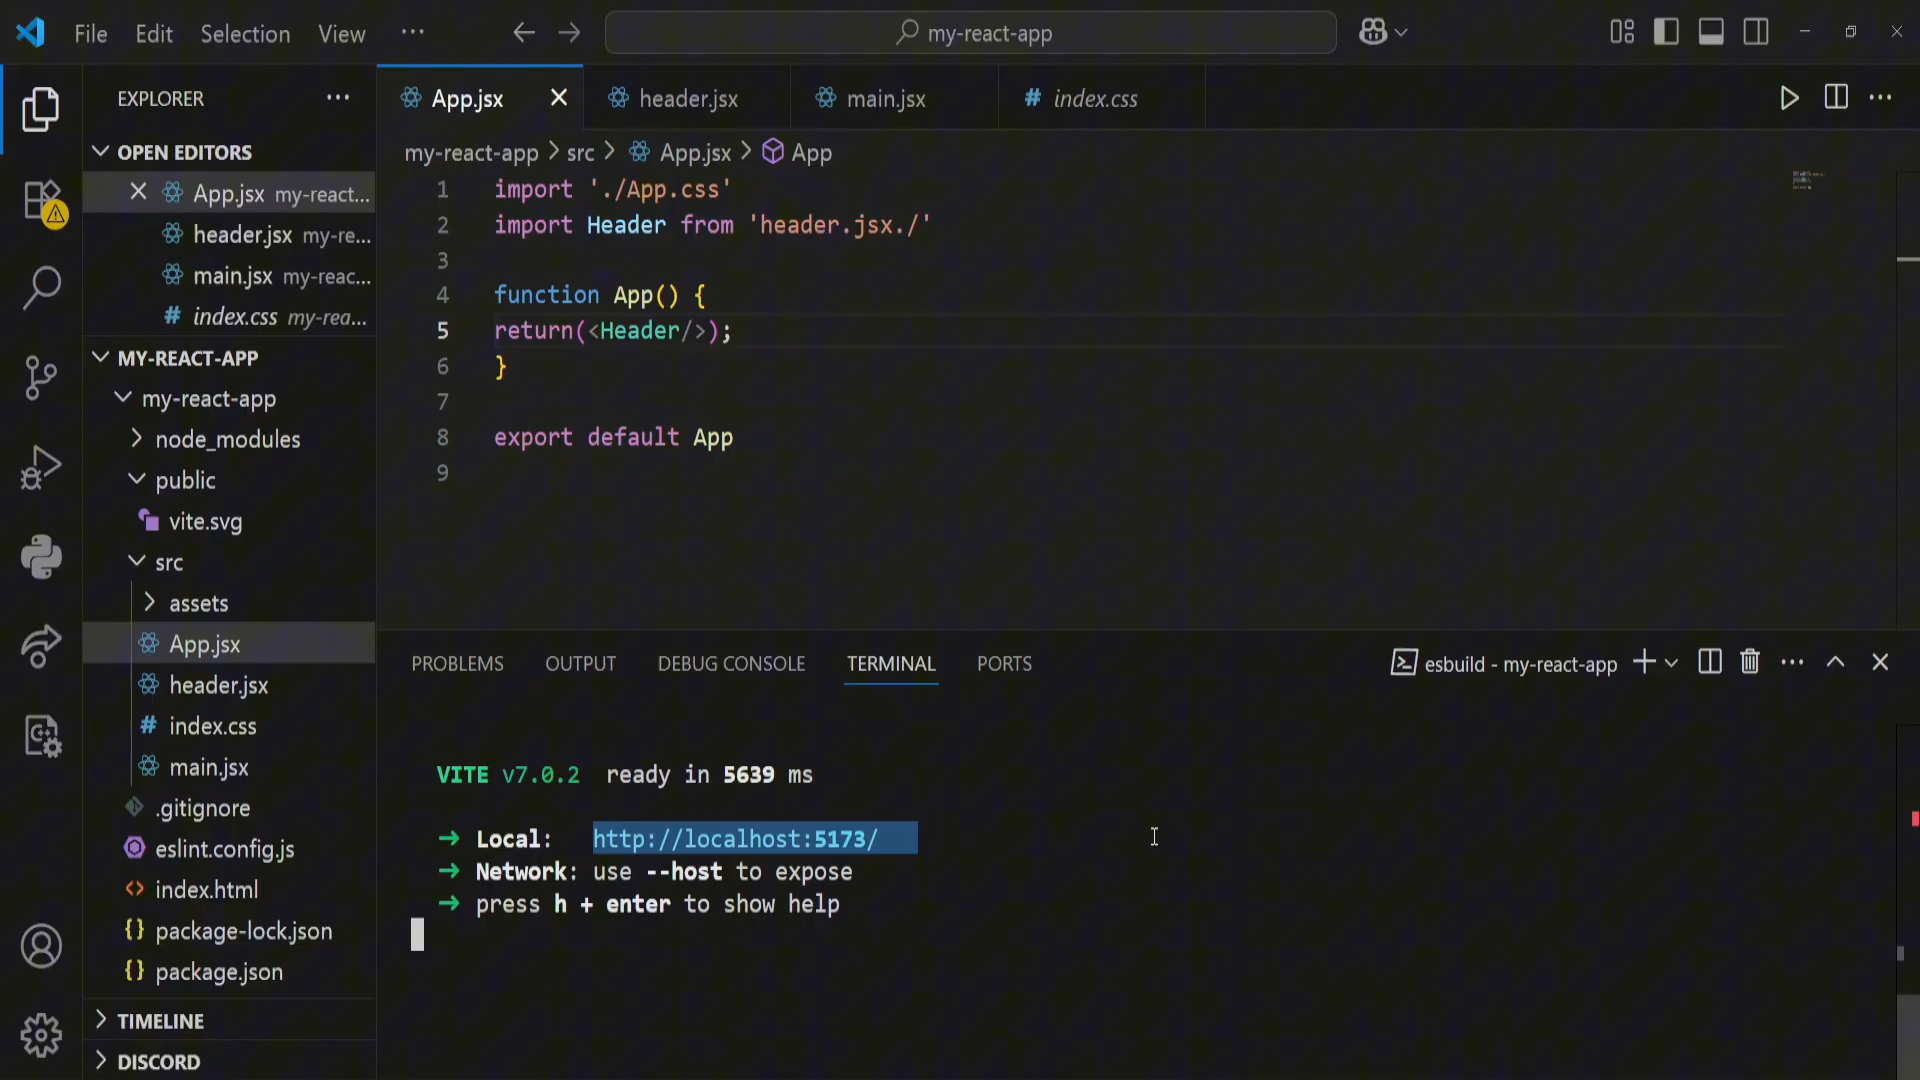 File Edit Selection View ··· my-react-app
EXPLORER ···
OPEN EDITORS
App.jsx my-react...
header.jsx my-re...
main.jsx my-reac...
index.css my-rea...
MY-REACT-APP
my-react-app
node_modules
public
vite.svg
src
assets
App.jsx
header.jsx
index.css
main.jsx
.gitignore
eslint.config.js
index.html
package-lock.json
package.json
TIMELINE
DISCORD
App.jsx header.jsx main.jsx index.css
my-react-app > src > App.jsx > App
1 import './App.css'
2 import Header from 'header.jsx./'
3
4 function App() {
5 return(<Header/>);
6 }
7
8 export default App
9
PROBLEMS OUTPUT DEBUG CONSOLE TERMINAL PORTS
esbuild - my-react-app
VITE v7.0.2 ready in 5639 ms
➜ Local: http://localhost:5173/
➜ Network: use --host to expose
➜ press h + enter to show help